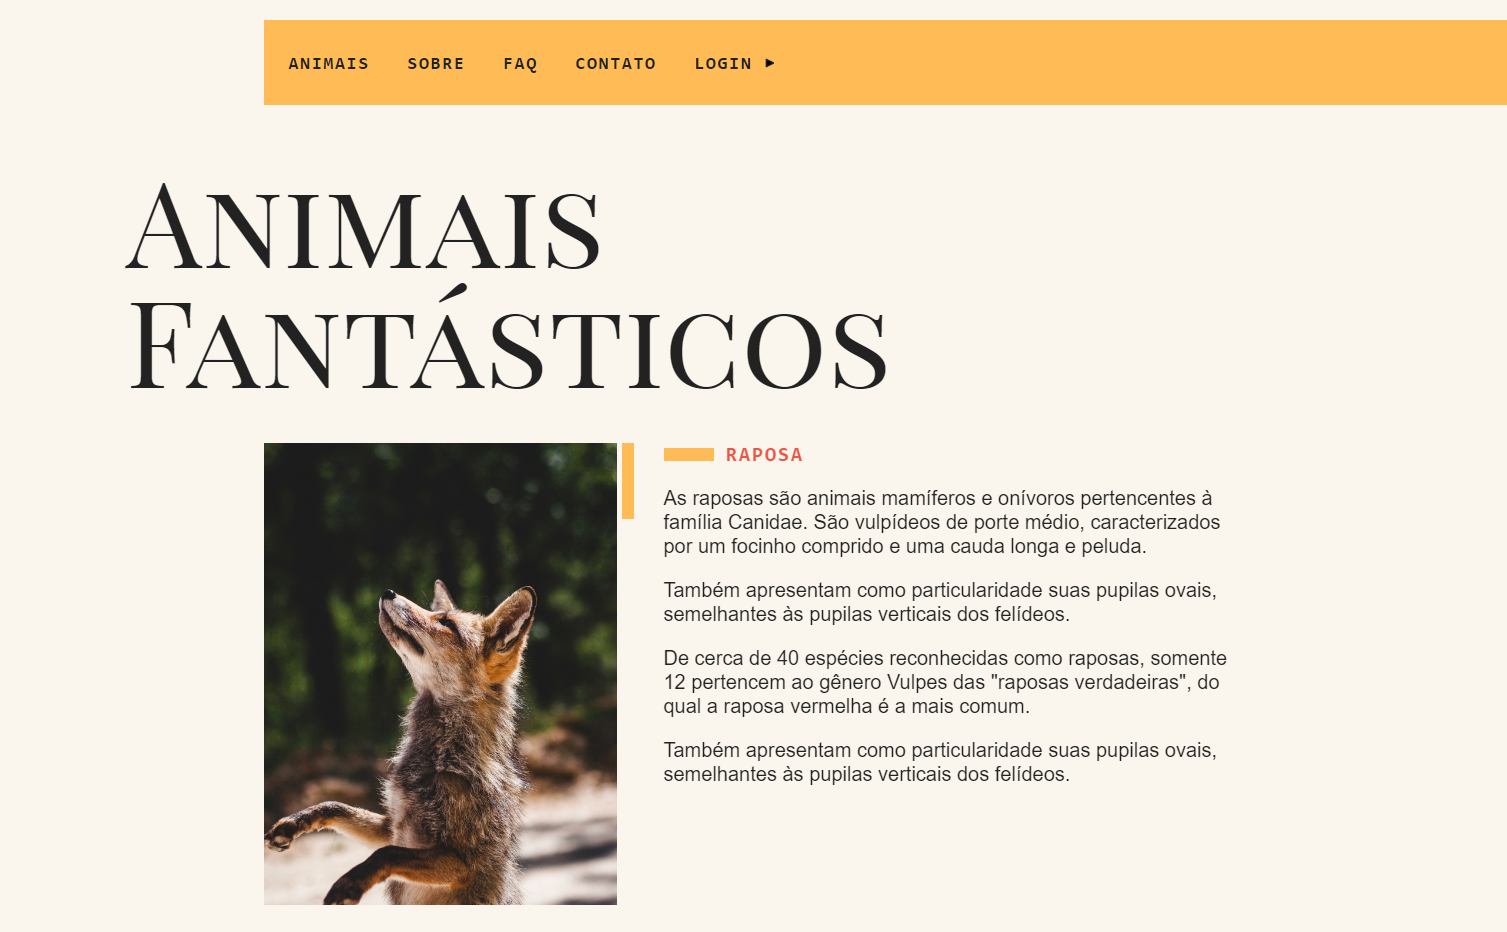 ANIMAIS SOBRE FAQ CONTATO LOGIN ▸
Animais
Fantásticos
RAPOSA
As raposas são animais mamíferos e onívoros pertencentes à
família Canidae. São vulpídeos de porte médio, caracterizados
por um focinho comprido e uma cauda longa e peluda.
Também apresentam como particularidade suas pupilas ovais,
semelhantes às pupilas verticais dos felídeos.
De cerca de 40 espécies reconhecidas como raposas, somente
12 pertencem ao gênero Vulpes das "raposas verdadeiras", do
qual a raposa vermelha é a mais comum.
Também apresentam como particularidade suas pupilas ovais,
semelhantes às pupilas verticais dos felídeos.